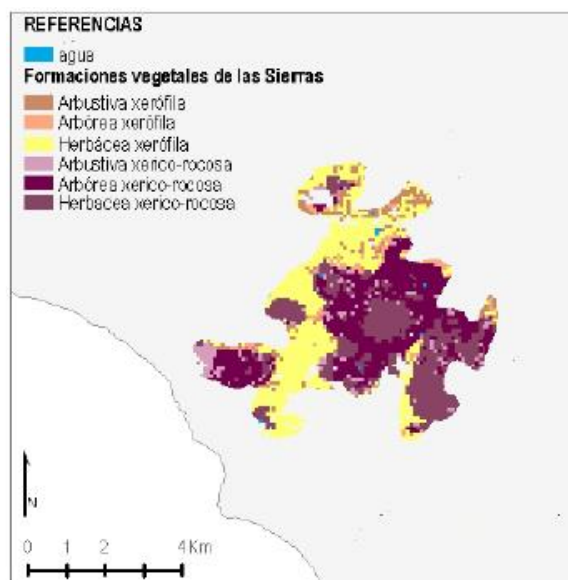 REFERENCIAS
agua
Formaciones vegetales de las Sierras
Arbustiva xerófila
Arbórea xerófila
Herbácea xerófila
Arbustiva xerico-rocosa
Arbórea xerico-rocosa
Herbacea xerico-rocosa
N
0 1 2 4 Km